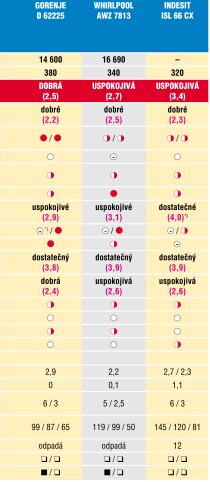 GORENJE WHIRLPOOL INDESIT
D 62225 AWZ 7813 ISL 66 CX
14 600 16 690 –
380 340 320
DOBRÁ USPOKOJIVÁ USPOKOJIVÁ
(2,5) (2,7) (3,4)
dobré dobré dobré
(2,2) (2,5) (2,3)
/ / /
uspokojivé uspokojivé dostatečné
(2,9) (3,1) (4,0)*)
*) / / /
dostatečný dostatečný dostatečný
(3,8) (3,9) (3,9)
dobrá uspokojivá uspokojivá
(2,4) (2,6) (2,6)
2,9 2,2 2,7 / 2,3
0 0,1 1,1
6 / 3 5 / 2,5 6 / 3
99 / 87 / 65 119 / 99 / 50 145 / 120 / 81
odpadá odpadá 12
❏ / ❏ ❏ / ❏ ❏ / ❏
■ / ❏ ■ / ❏ ❏ / ❏